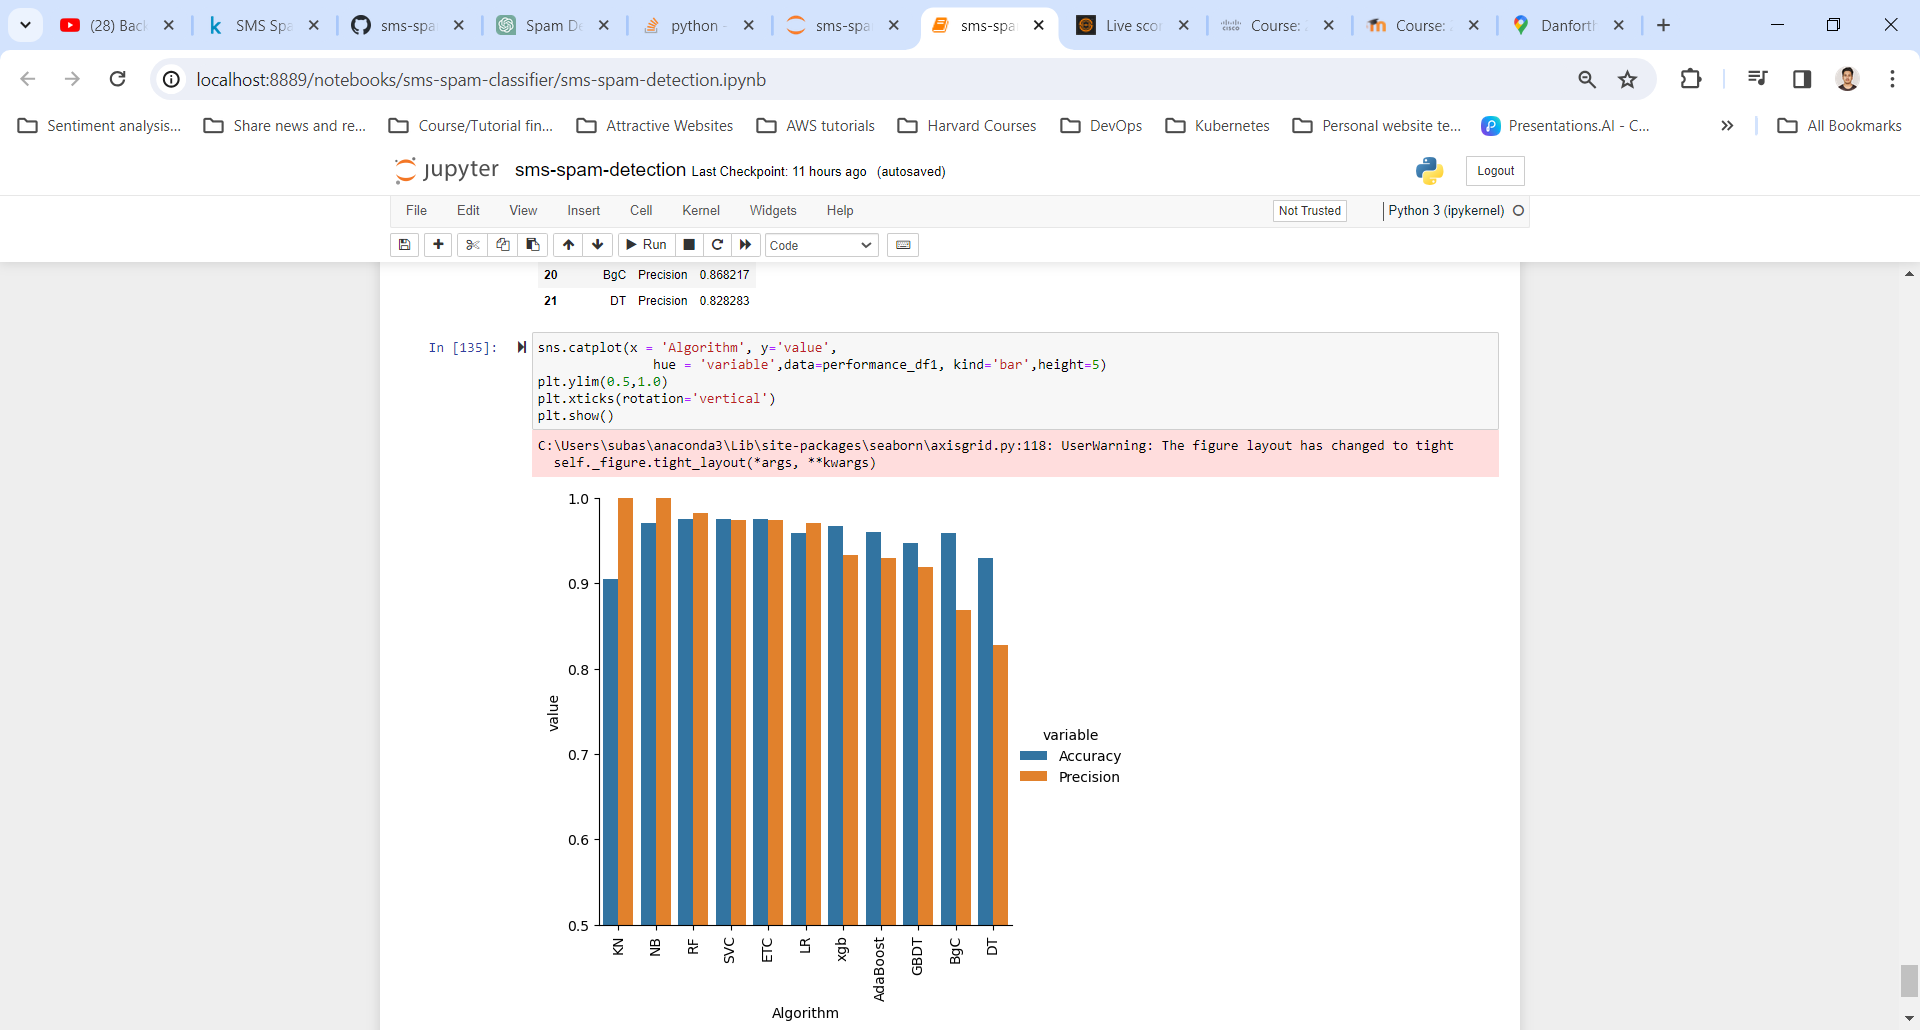 (28) Back
SMS Spa
sms-spa
Spam De
python -
sms-spa
sms-spa
Live scor
Course:
Course:
Danforth
localhost:8889/notebooks/sms-spam-classifier/sms-spam-detection.ipynb
Sentiment analysis...
Share news and re...
Course/Tutorial fin...
Attractive Websites
AWS tutorials
Harvard Courses
DevOps
Kubernetes
Personal website te...
Presentations.AI - C...
All Bookmarks
jupyter sms-spam-detection Last Checkpoint: 11 hours ago (autosaved)
Logout
File Edit View Insert Cell Kernel Widgets Help
Not Trusted
Python 3 (ipykernel)
Run
Code
20 BgC Precision 0.868217
21 DT Precision 0.828283
In [135]:
sns.catplot(x = 'Algorithm', y='value',
hue = 'variable',data=performance_df1, kind='bar',height=5)
plt.ylim(0.5,1.0)
plt.xticks(rotation='vertical')
plt.show()
C:\Users\subas\anaconda3\Lib\site-packages\seaborn\axisgrid.py:118: UserWarning: The figure layout has changed to tight
self._figure.tight_layout(*args, **kwargs)
1.0
0.9
0.8
0.7
0.6
0.5
value
variable
Accuracy
Precision
KN NB RF SVC ETC LR xgb AdaBoost GBDT BgC DT
Algorithm